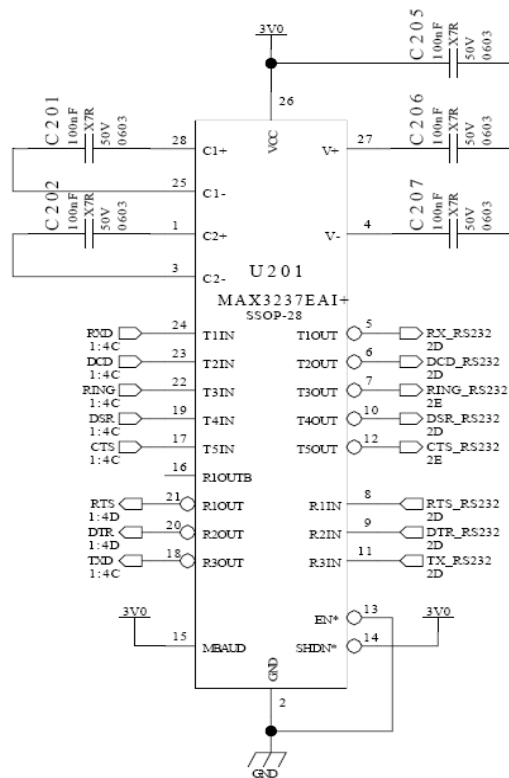 3V0
C205
100nF
X7R
50V
0603
26
VCC
C201
100nF
X7R
50V
0603
28
C1+
V+
27
C206
100nF
X7R
50V
0603
25
C1-
C202
100nF
X7R
50V
0603
1
C2+
V-
4
C207
100nF
X7R
50V
0603
3
C2-
U201
MAX3237EAI+
SSOP-28
RXD
1:4C
24
T1IN
T1OUT
5
RX_RS232
2D
DCD
1:4C
23
T2IN
T2OUT
6
DCD_RS232
2D
RING
1:4C
22
T3IN
T3OUT
7
RING_RS232
2E
DSR
1:4C
19
T4IN
T4OUT
10
DSR_RS232
2D
CTS
1:4C
17
T5IN
T5OUT
12
CTS_RS232
2E
16
R1OUTB
RTS
1:4D
21
R1OUT
R1IN
8
RTS_RS232
2D
DTR
1:4D
20
R2OUT
R2IN
9
DTR_RS232
2D
TXD
1:4C
18
R3OUT
R3IN
11
TX_RS232
2D
3V0
15
MBAUD
EN*
13
SHDN*
14
3V0
GND
2
GND